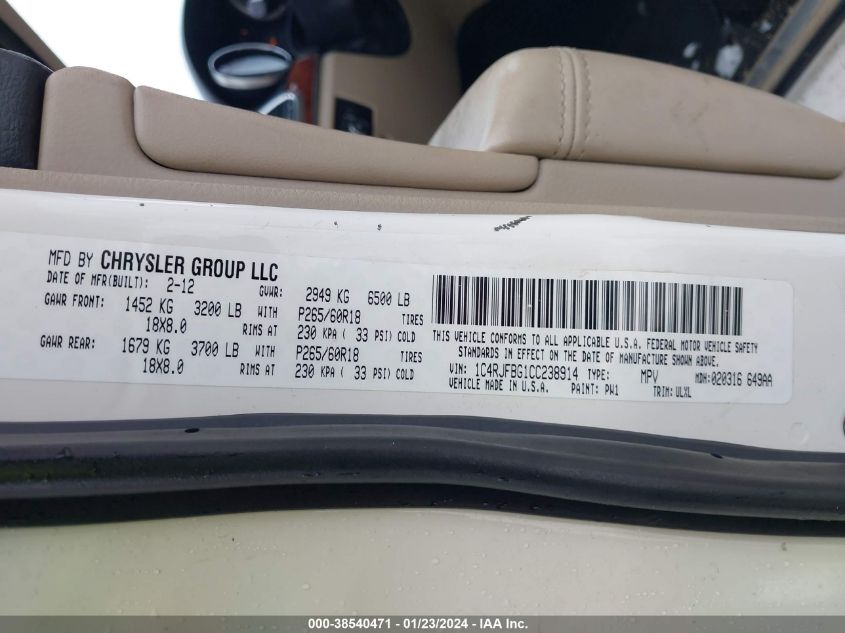 MFD BY CHRYSLER GROUP LLC
DATE OF MFR(BUILT): 2-12 GVWR: 2949 KG 6500 LB
GAWR FRONT: 1452 KG 3200 LB WITH P265/60R18 TIRES
18X8.0 RIMS AT 230 KPA ( 33 PSI) COLD
GAWR REAR: 1679 KG 3700 LB WITH P265/60R18 TIRES
18X8.0 RIMS AT 230 KPA ( 33 PSI) COLD
THIS VEHICLE CONFORMS TO ALL APPLICABLE U.S.A. FEDERAL MOTOR VEHICLE SAFETY
STANDARDS IN EFFECT ON THE DATE OF MANUFACTURE SHOWN ABOVE.
VIN: 1C4RJFBG1CC238914 TYPE: MPV MDH: 020316 649AA
VEHICLE MADE IN U.S.A. PAINT: PW1 TRIM: ULXL
000-38540471 - 01/23/2024 - IAA Inc.